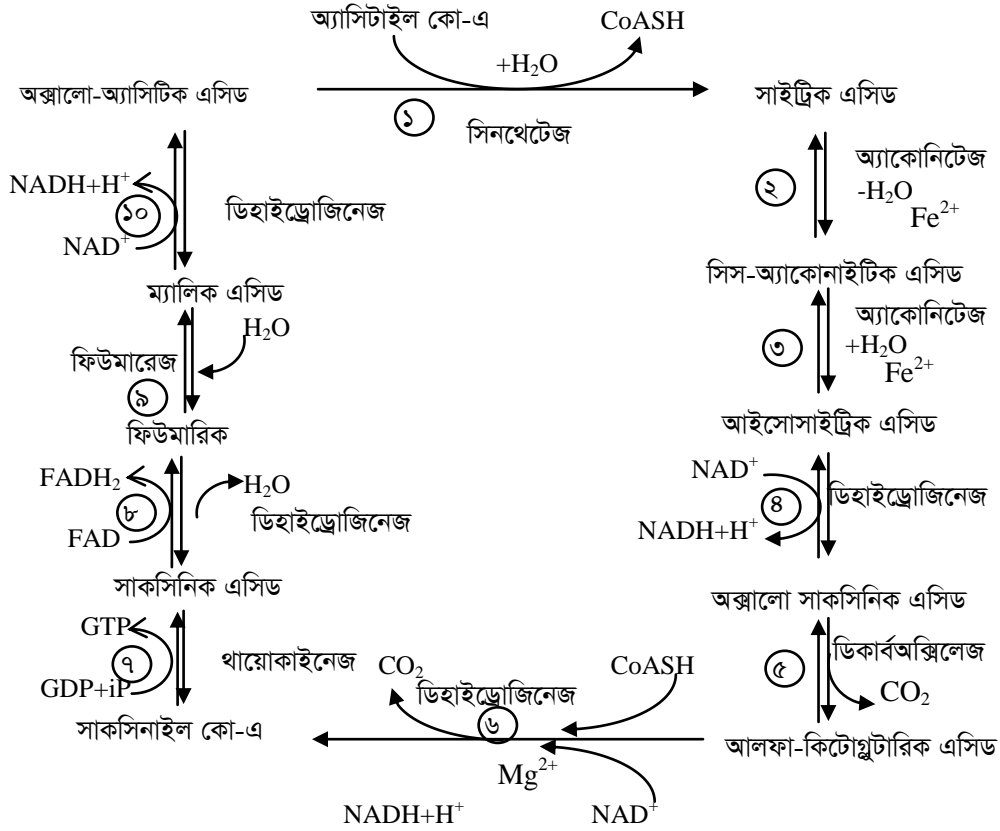 অ্যাসিটাইল কো-এ
CoASH
+H₂O
অক্সালো-অ্যাসিটিক এসিড
সাইট্রিক এসিড
১
সিনথেটেজ
অ্যাকোনিটেজ
২
-H₂O
Fe²⁺
NADH+H⁺
১০
ডিহাইড্রোজিনেজ
NAD⁺
সিস-অ্যাকোনাইটিক এসিড
ম্যালিক এসিড
H₂O
অ্যাকোনিটেজ
৩
+H₂O
Fe²⁺
ফিউমারেজ
৯
আইসোসাইট্রিক এসিড
ফিউমারিক
NAD⁺
FADH₂
H₂O
৮
ডিহাইড্রোজিনেজ
৪
ডিহাইড্রোজিনেজ
FAD
NADH+H⁺
সাকসিনিক এসিড
অক্সালো সাকসিনিক এসিড
GTP
৭
থায়োকাইনেজ
GDP+iP
CO₂
ডিহাইড্রোজিনেজ
CoASH
৫
ডিকার্বঅক্সিলেজ
CO₂
৬
সাকসিনাইল কো-এ
আলফা-কিটোগ্লুটারিক এসিড
Mg²⁺
NADH+H⁺
NAD⁺